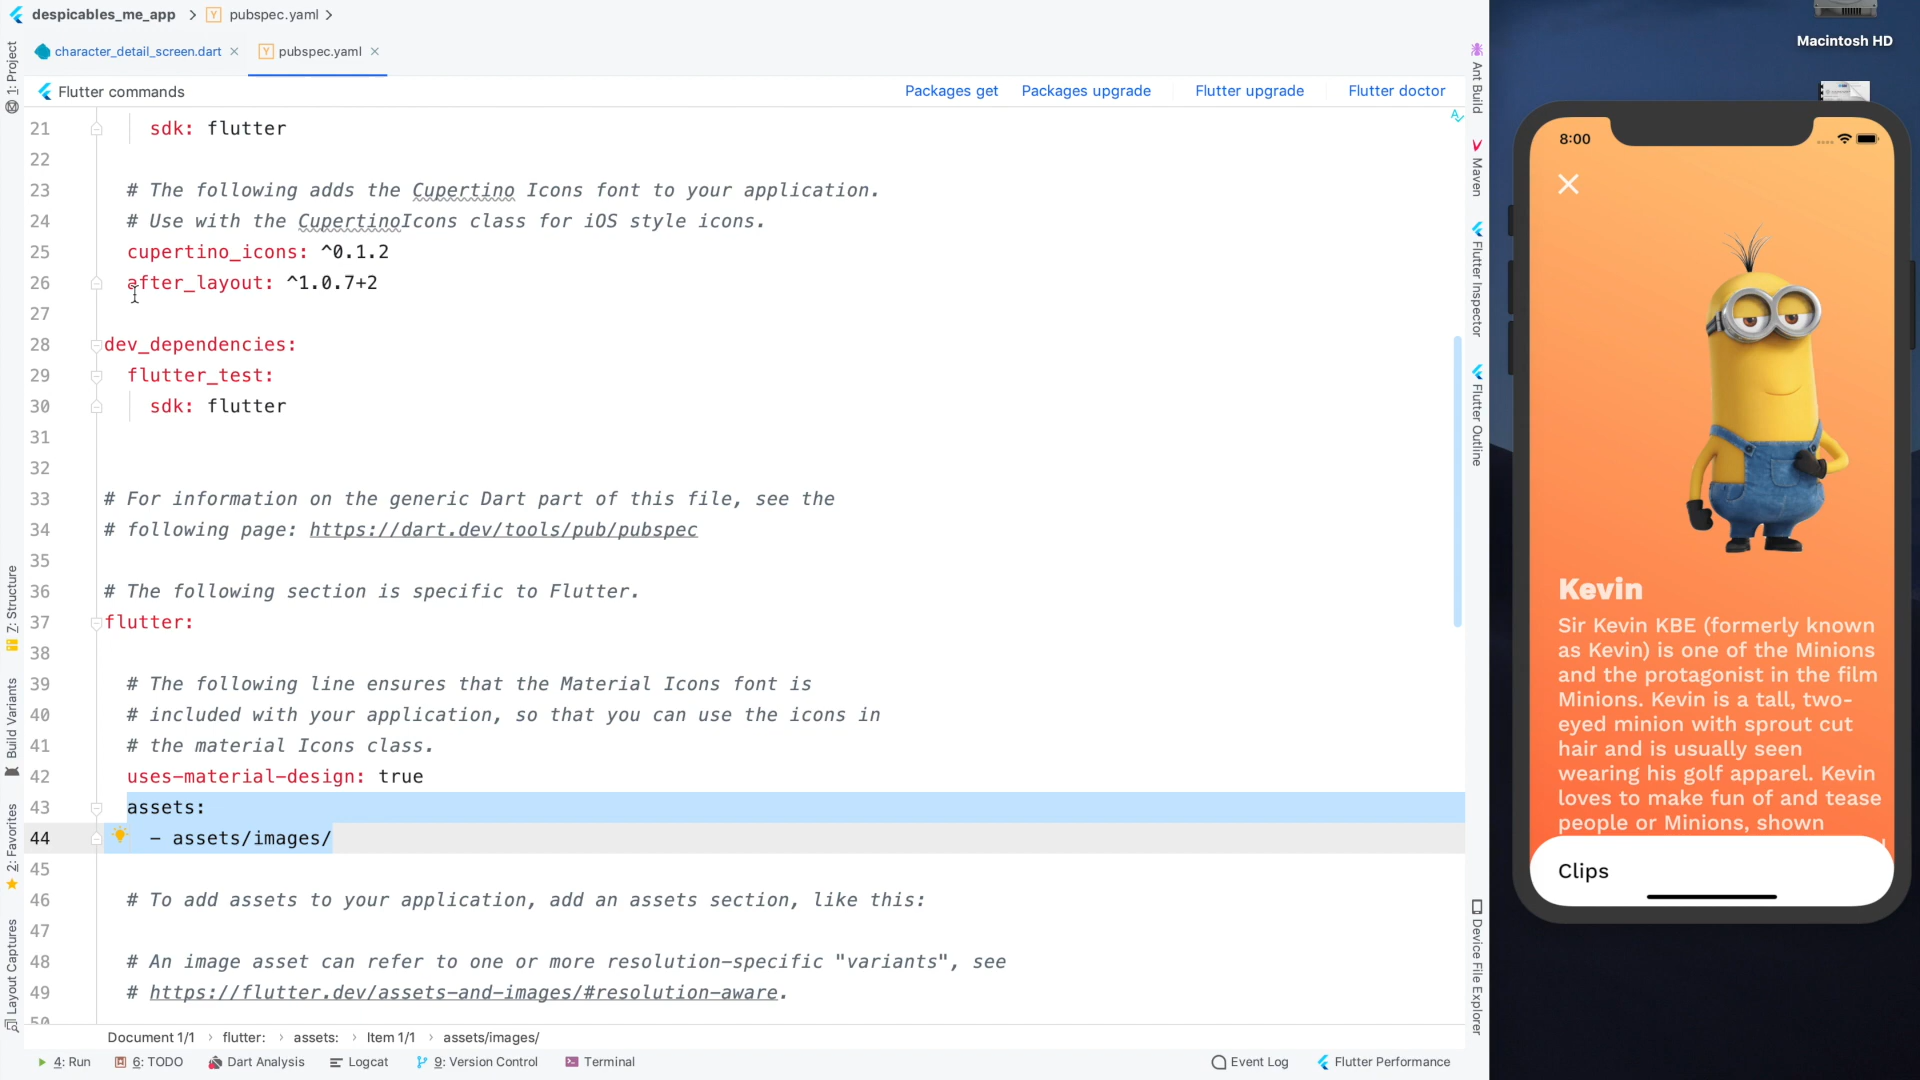 despicables_me_app
pubspec.yaml
Macintosh HD
1: Project
character_detail_screen.dart
pubspec.yaml
Flutter commands
Packages get
Packages upgrade
Flutter upgrade
Flutter doctor
21 sdk: flutter
22
23 # The following adds the Cupertino Icons font to your application.
24 # Use with the CupertinoIcons class for iOS style icons.
25 cupertino_icons: ^0.1.2
26 after_layout: ^1.0.7+2
27
28 dev_dependencies:
29 flutter_test:
30 sdk: flutter
31
32
33 # For information on the generic Dart part of this file, see the
34 # following page: https://dart.dev/tools/pub/pubspec
35
36 # The following section is specific to Flutter.
37 flutter:
38
39 # The following line ensures that the Material Icons font is
40 # included with your application, so that you can use the icons in
41 # the material Icons class.
42 uses-material-design: true
43 assets:
44 - assets/images/
45
46 # To add assets to your application, add an assets section, like this:
47
48 # An image asset can refer to one or more resolution-specific "variants", see
49 # https://flutter.dev/assets-and-images/#resolution-aware.
50
Z: Structure
Build Variants
2: Favorites
Layout Captures
Ant Build
Maven
Flutter Inspector
Flutter Outline
Device File Explorer
8:00
Kevin
Sir Kevin KBE (formerly known
as Kevin) is one of the Minions
and the protagonist in the film
Minions. Kevin is a tall, two-
eyed minion with sprout cut
hair and is usually seen
wearing his golf apparel. Kevin
loves to make fun of and tease
people or Minions, shown
Clips
Document 1/1
flutter:
assets:
Item 1/1
assets/images/
4: Run
6: TODO
Dart Analysis
Logcat
9: Version Control
Terminal
Event Log
Flutter Performance